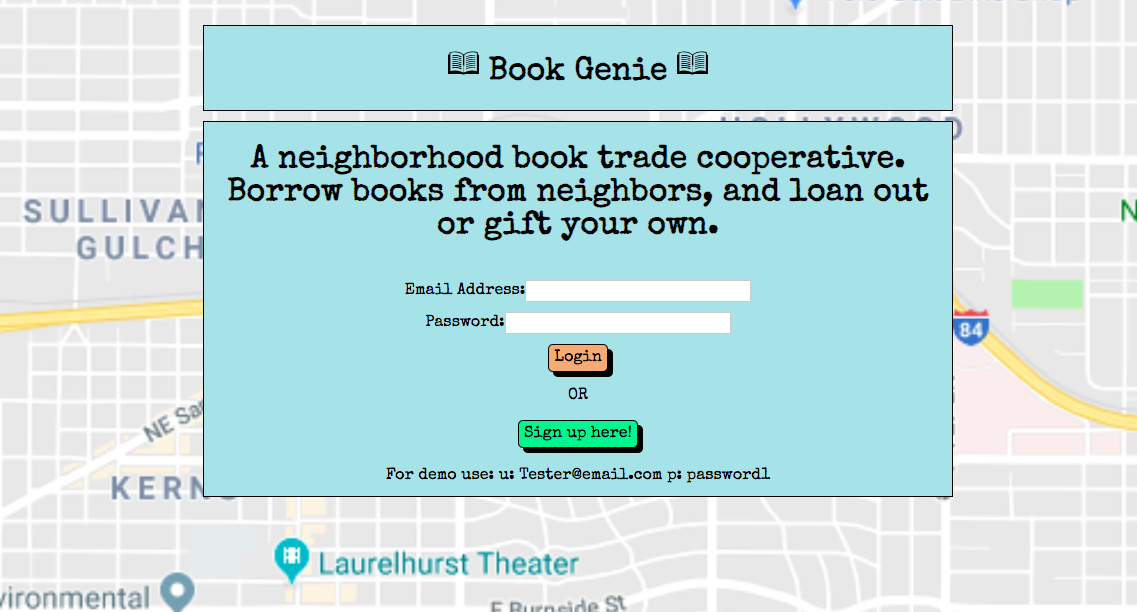 Book Genie
HOLLYWOOD
A neighborhood book trade cooperative.
Borrow books from neighbors, and loan out
or gift your own.
SULLIVAN
GULCH
Email Address:
Password:
84
Login
OR
NE Sa
Sign up here!
For demo use: u: Tester@email.com p: password1
KERNS
Laurelhurst Theater
vironmental
E Burnside St